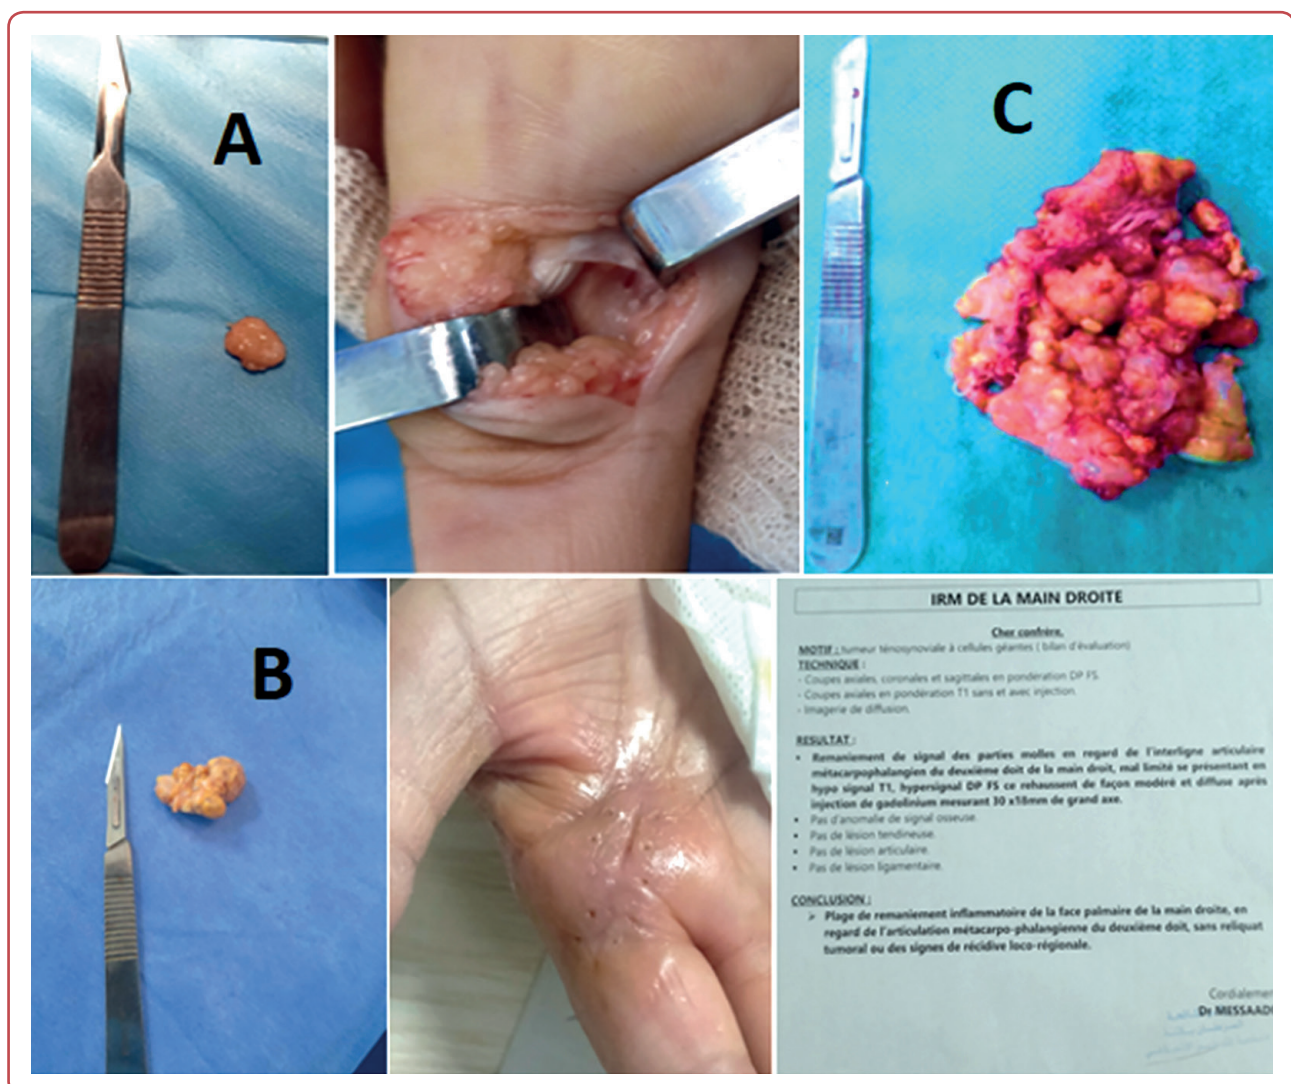 A
C
B
IRM DE LA MAIN DROITE
Cher confrère,
MOTIF : tumeur ténosynoviale à cellules géantes ( bilan d'évaluation)
TECHNIQUE :
- Coupes axiales, coronales et sagittales en pondération DP FS.
- Coupes axiales en pondération T1 sans et avec injection.
- Imagerie de diffusion.
RESULTAT :
• Remaniement de signal des parties molles en regard de l'interligne articulaire
métacarpophalangien du deuxième doit de la main droit, mal limité se présentant en
hypo signal T1, hypersignal DP FS ce rehaussent de façon modéré et diffuse après
injection de gadolinium mesurant 30 x18mm de grand axe.
• Pas d'anomalie de signal osseuse.
• Pas de lésion tendineuse.
• Pas de lésion articulaire.
• Pas de lésion ligamentaire.
CONCLUSION :
➢ Plage de remaniement inflammatoire de la face palmaire de la main droite, en
regard de l'articulation métacarpo-phalangienne du deuxième doit, sans reliquat
tumoral ou des signes de récidive loco-régionale.
Cordialemen
Dr MESSAADI